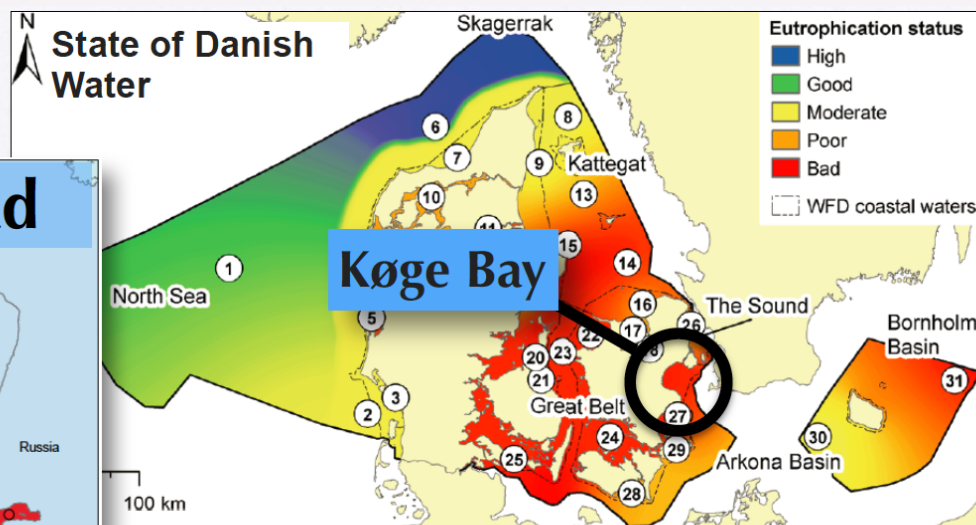 Skagerrak
N
State of Danish
Water
Eutrophication status
High
Good
Moderate
Poor
Bad
WFD coastal waters
6
8
7
9
Kattegat
10
13
11
15
14
1
Køge Bay
North Sea
16
The Sound
5
17
26
22
Bornholm
Basin
20
23
21
31
3
Great Belt
2
27
24
30
29
25
Arkona Basin
28
Russia
100 km